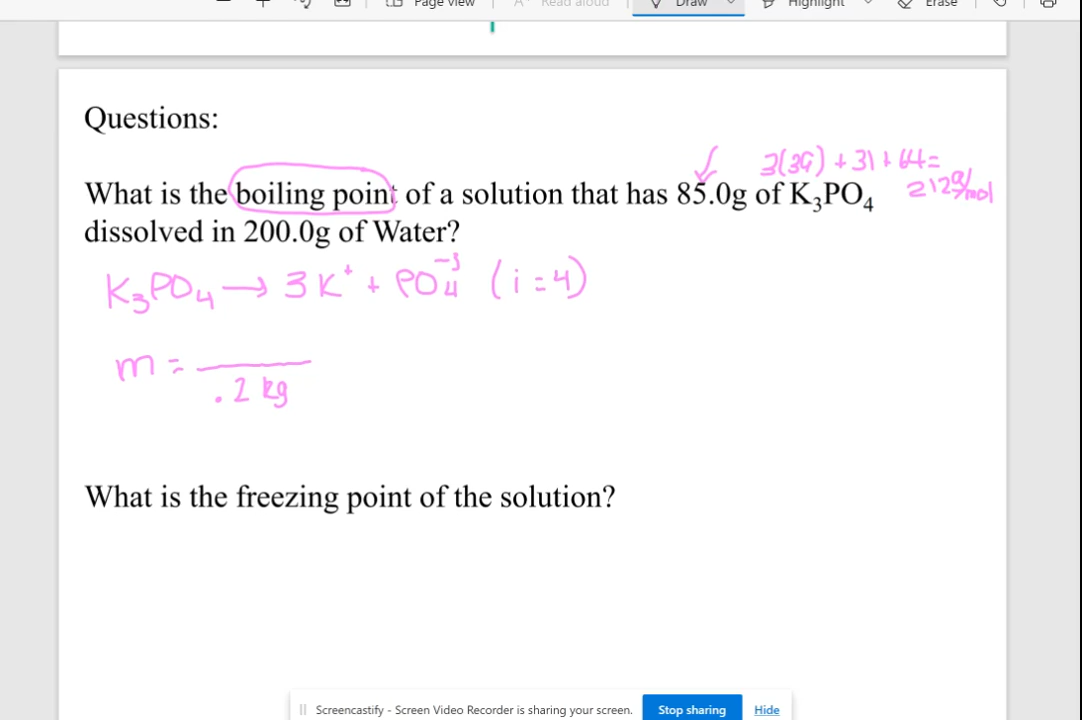 Page view A Read aloud Draw Highlight Erase
Questions:
3(39) + 31 + 64 =
What is the boiling point of a solution that has 85.0g of K₃PO₄ 212g/mol
dissolved in 200.0g of Water?
K₃PO₄ → 3K⁺ + PO₄⁻³ (i=4)
m = ―
.2 kg
What is the freezing point of the solution?
Screencastify - Screen Video Recorder is sharing your screen. Stop sharing Hide